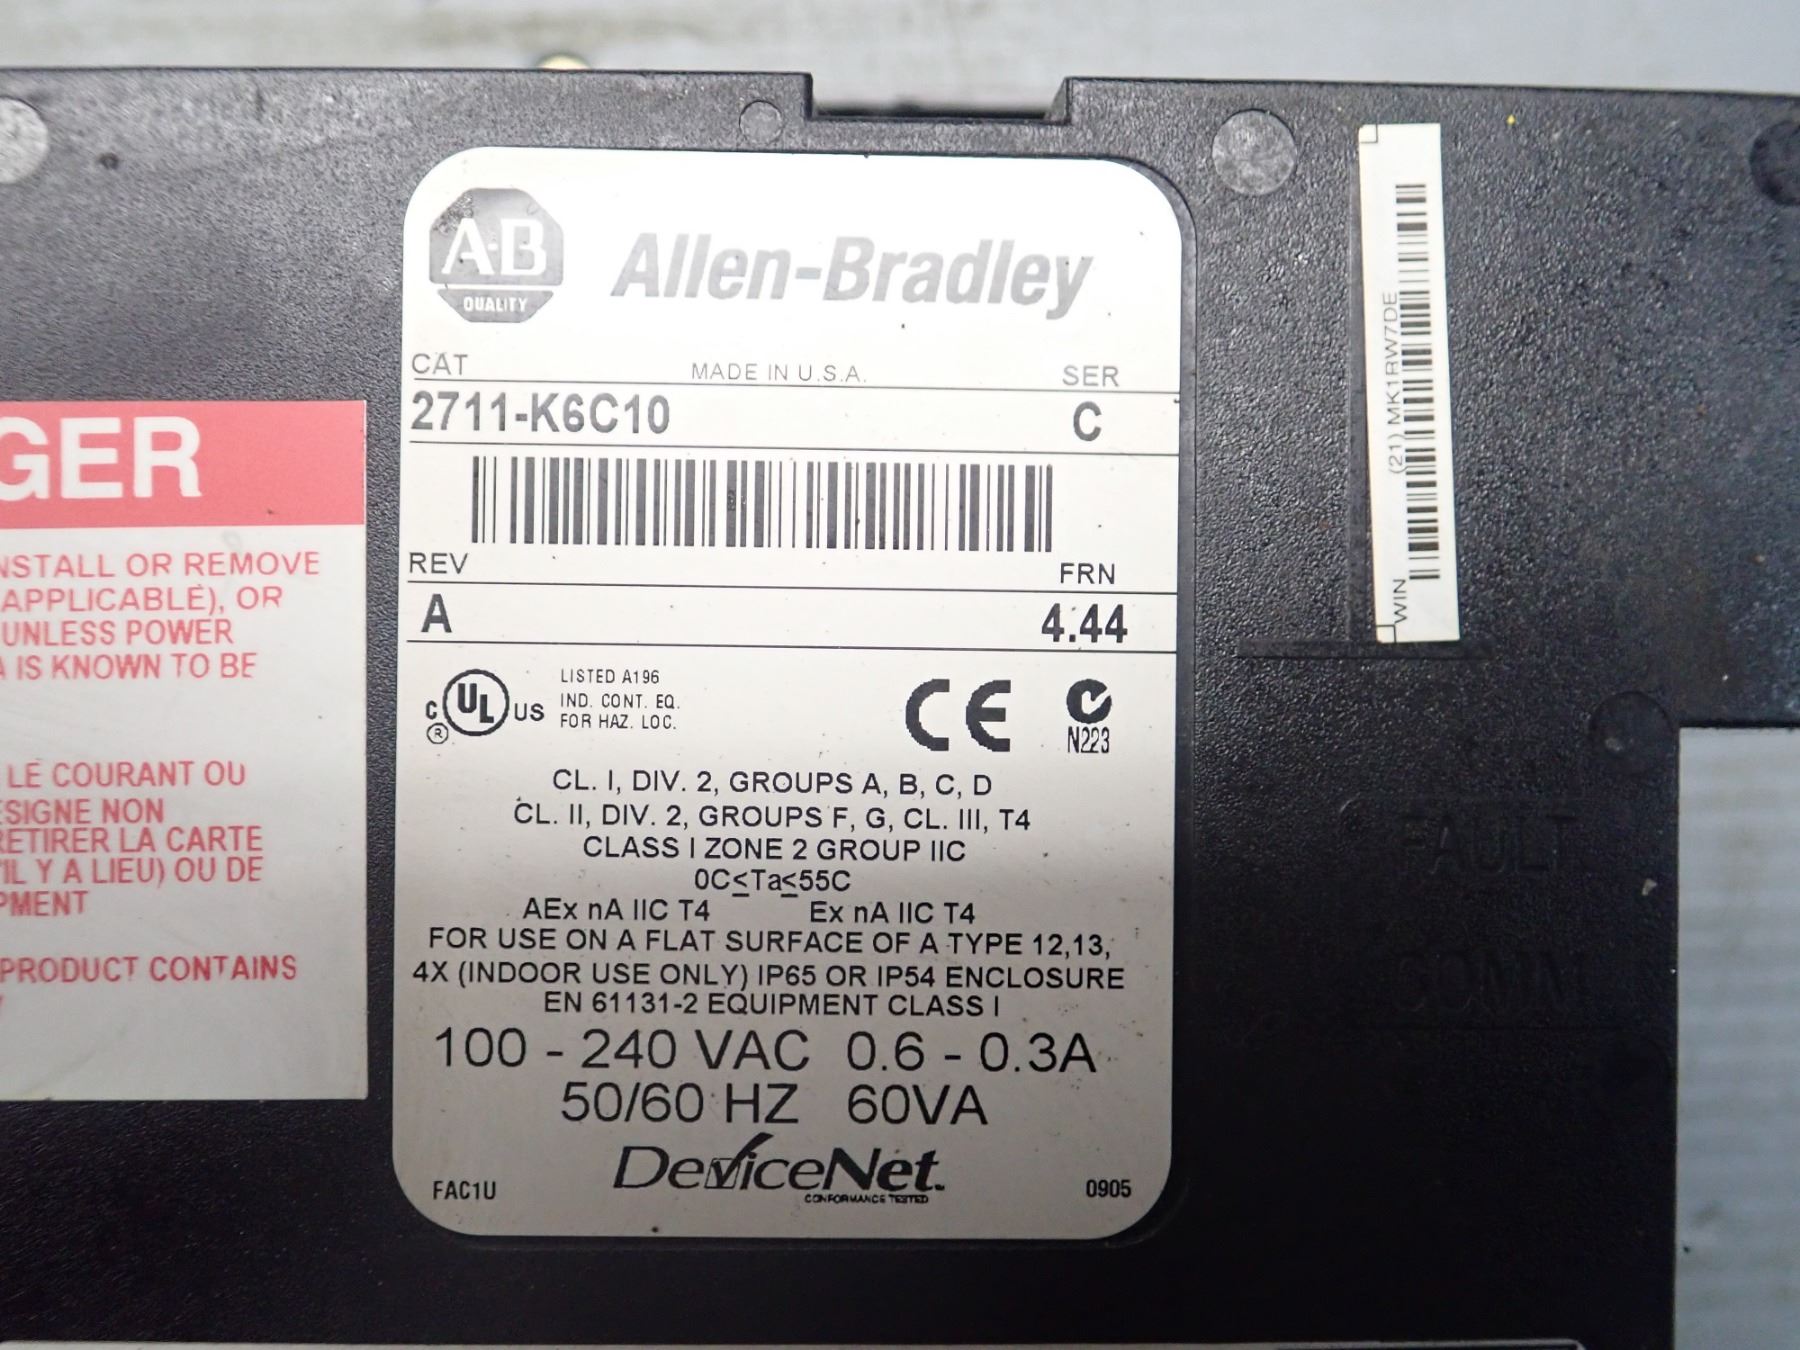 A-B
QUALITY
Allen-Bradley
CAT
MADE IN U.S.A.
SER
2711-K6C10
C
REV
FRN
A
4.44
C UL US
®
LISTED A196
IND. CONT. EQ.
FOR HAZ. LOC.
CE
N223
CL. I, DIV. 2, GROUPS A, B, C, D
CL. II, DIV. 2, GROUPS F, G, CL. III, T4
CLASS I ZONE 2 GROUP IIC
0C≤Ta≤55C
AEx nA IIC T4 Ex nA IIC T4
FOR USE ON A FLAT SURFACE OF A TYPE 12,13,
4X (INDOOR USE ONLY) IP65 OR IP54 ENCLOSURE
EN 61131-2 EQUIPMENT CLASS I
100 - 240 VAC 0.6 - 0.3A
50/60 HZ 60VA
DeviceNet
CONFORMANCE TESTED
FAC1U
0905
GER
NSTALL OR REMOVE
APPLICABLE), OR
UNLESS POWER
A IS KNOWN TO BE
LE COURANT OU
ESIGNE NON
RETIRER LA CARTE
'IL Y A LIEU) OU DE
PMENT
PRODUCT CONTAINS
(21) MK1RW7DE
WIN
FAULT
COMM